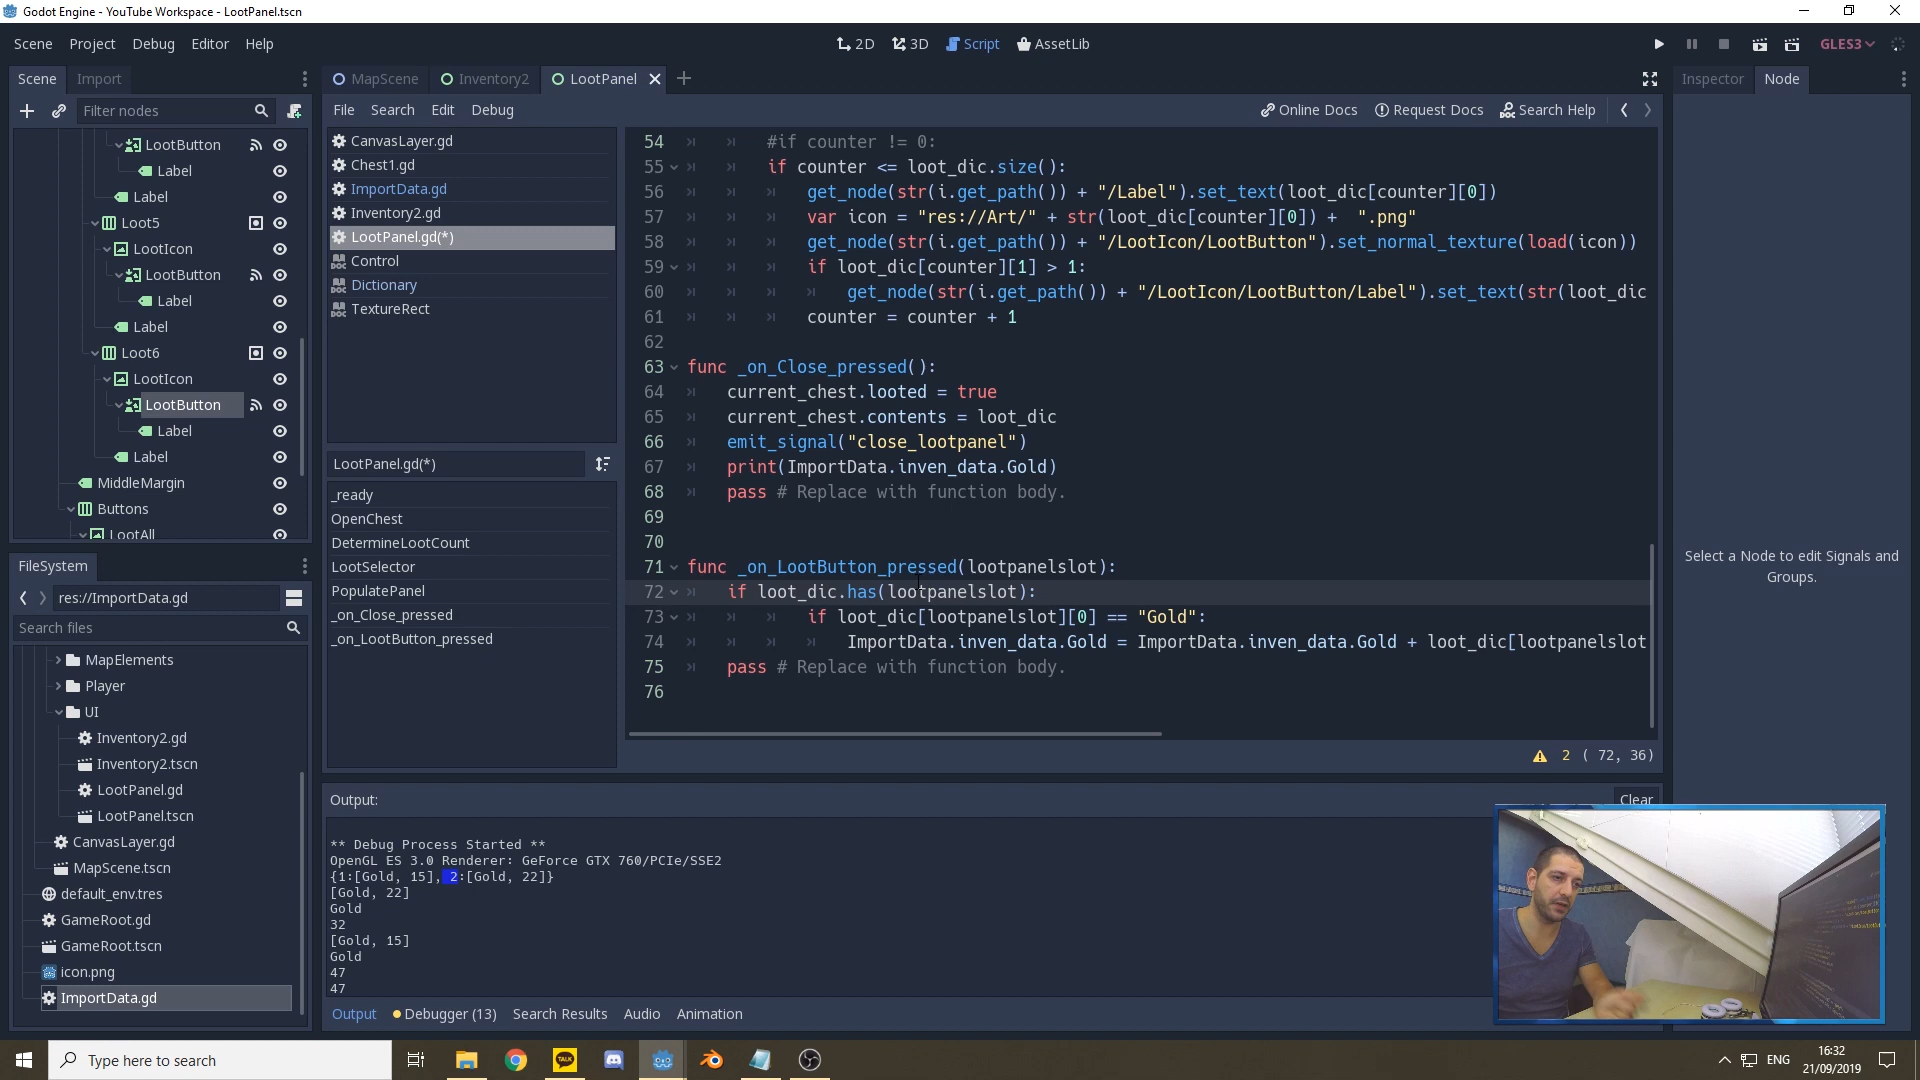 Godot Engine - YouTube Workspace - LootPanel.tscn
Scene Project Debug Editor Help
2D 3D Script AssetLib
GLES3
Scene Import
MapScene Inventory2 LootPanel
Inspector Node
Filter nodes
File Search Edit Debug
Online Docs Request Docs Search Help
LootButton
Label
Label
Loot5
LootIcon
LootButton
Label
Label
Loot6
LootIcon
LootButton
Label
Label
MiddleMargin
Buttons
LootAll
CanvasLayer.gd
Chest1.gd
ImportData.gd
Inventory2.gd
LootPanel.gd(*)
Control
Dictionary
TextureRect
LootPanel.gd(*)
_ready
OpenChest
DetermineLootCount
LootSelector
PopulatePanel
_on_Close_pressed
_on_LootButton_pressed
54 #if counter != 0:
55 if counter <= loot_dic.size():
56 get_node(str(i.get_path()) + "/Label").set_text(loot_dic[counter][0])
57 var icon = "res://Art/" + str(loot_dic[counter][0]) + ".png"
58 get_node(str(i.get_path()) + "/LootIcon/LootButton").set_normal_texture(load(icon))
59 if loot_dic[counter][1] > 1:
60 get_node(str(i.get_path()) + "/LootIcon/LootButton/Label").set_text(str(loot_dic
61 counter = counter + 1
62
63 func _on_Close_pressed():
64 current_chest.looted = true
65 current_chest.contents = loot_dic
66 emit_signal("close_lootpanel")
67 print(ImportData.inven_data.Gold)
68 pass # Replace with function body.
69
70
71 func _on_LootButton_pressed(lootpanelslot):
72 if loot_dic.has(lootpanelslot):
73 if loot_dic[lootpanelslot][0] == "Gold":
74 ImportData.inven_data.Gold = ImportData.inven_data.Gold + loot_dic[lootpanelslot
75 pass # Replace with function body.
76
2 ( 72, 36)
Select a Node to edit Signals and
Groups.
FileSystem
res://ImportData.gd
Search files
MapElements
Player
UI
Inventory2.gd
Inventory2.tscn
LootPanel.gd
LootPanel.tscn
CanvasLayer.gd
MapScene.tscn
default_env.tres
GameRoot.gd
GameRoot.tscn
icon.png
ImportData.gd
Output:
Clear
** Debug Process Started **
OpenGL ES 3.0 Renderer: GeForce GTX 760/PCIe/SSE2
{1:[Gold, 15], 2:[Gold, 22]}
[Gold, 22]
Gold
32
[Gold, 15]
Gold
47
47
Output Debugger (13) Search Results Audio Animation
Type here to search
TALK
ENG
16:32
21/09/2019